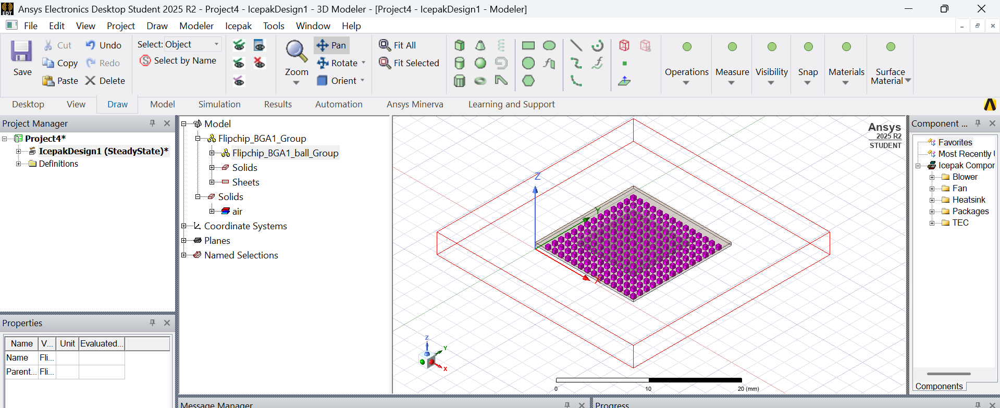 Ansys Electronics Desktop Student 2025 R2 - Project4 - IcepakDesign1 - 3D Modeler - [Project4 - IcepakDesign1 - Modeler]
File Edit View Project Draw Modeler Icepak Tools Window Help
Save
Cut
Copy
Paste
Undo
Redo
Delete
Select: Object
Select by Name
Zoom
Pan
Rotate
Orient
Fit All
Fit Selected
Operations
Measure
Visibility
Snap
Materials
Surface
Material
Desktop View Draw Model Simulation Results Automation Ansys Minerva Learning and Support
Project Manager
Project4*
IcepakDesign1 (SteadyState)*
Definitions
Properties
Name V... Unit Evaluated...
Name Fli...
Parent... Fli...
Model
Flipchip_BGA1_Group
Flipchip_BGA1_ball_Group
Solids
Sheets
Solids
air
Coordinate Systems
Planes
Named Selections
Ansys
2025 R2
STUDENT
Z
Y
X
Z
Y
X
0 10 20 (mm)
Component ...
Favorites
Most Recently
Icepak Compor
Blower
Fan
Heatsink
Packages
TEC
Components
Message Manager
Progress